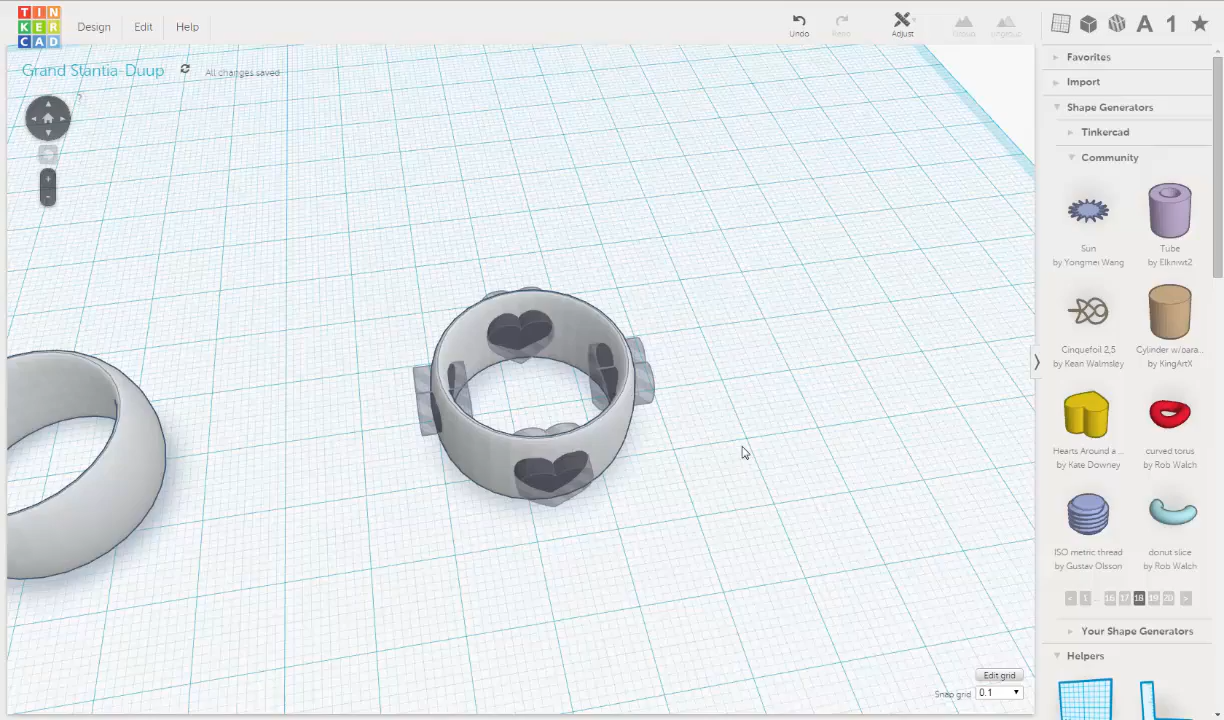 TIN
KER
CAD
Design
Edit
Help
Undo
Redo
Adjust
Group
Ungroup
A
1
Grand Stantia-Duup
All changes saved
?
+
-
Favorites
Import
Shape Generators
Tinkercad
Community
Sun
by Yongmei Wang
Tube
by Elknwt2
Cinquefoil 2,5
by Kean Walmsley
Cylinder w/para...
by KingArtX
Hearts Around a...
by Kate Downey
curved torus
by Rob Walch
ISO metric thread
by Gustav Olsson
donut slice
by Rob Walch
< 1 ... 16 17 18 19 20 >
Your Shape Generators
Helpers
Edit grid
Snap grid 0.1